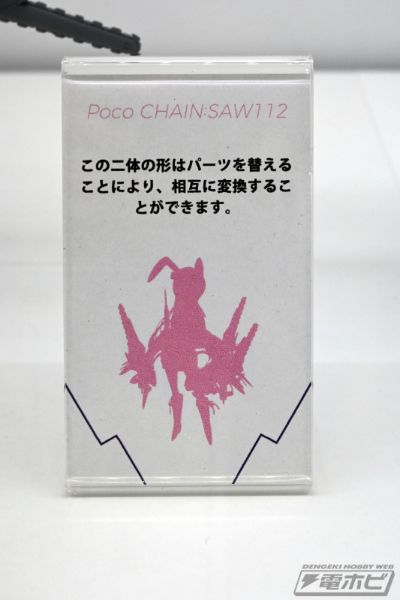 Poco CHAIN:SAW112
この二体の形はパーツを替える
ことにより、相互に変換するこ
とができます。
DENGEKI HOBBY WEB
電ホビ